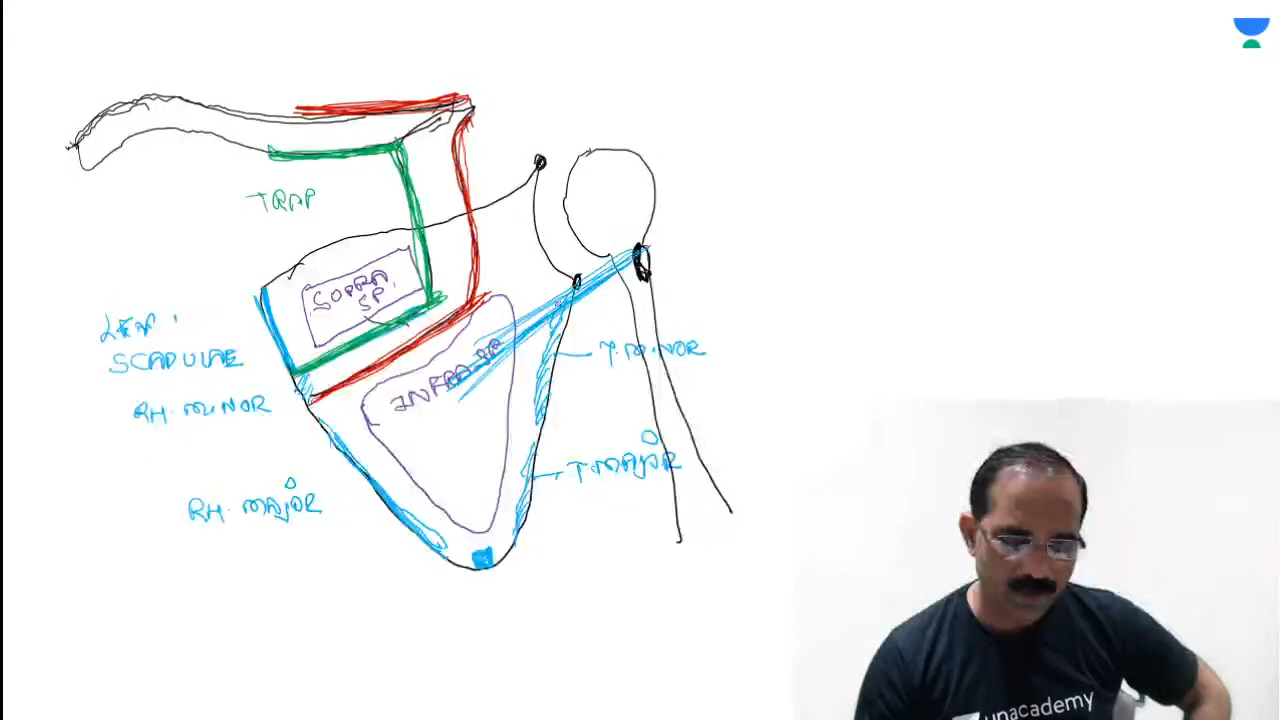 TRAP
SUPRA
SP.
LEV.
SCAPULAE
RH. MINOR
INFRA SP
T. MINOR
T. MAJOR
RH. MAJOR
unacademy